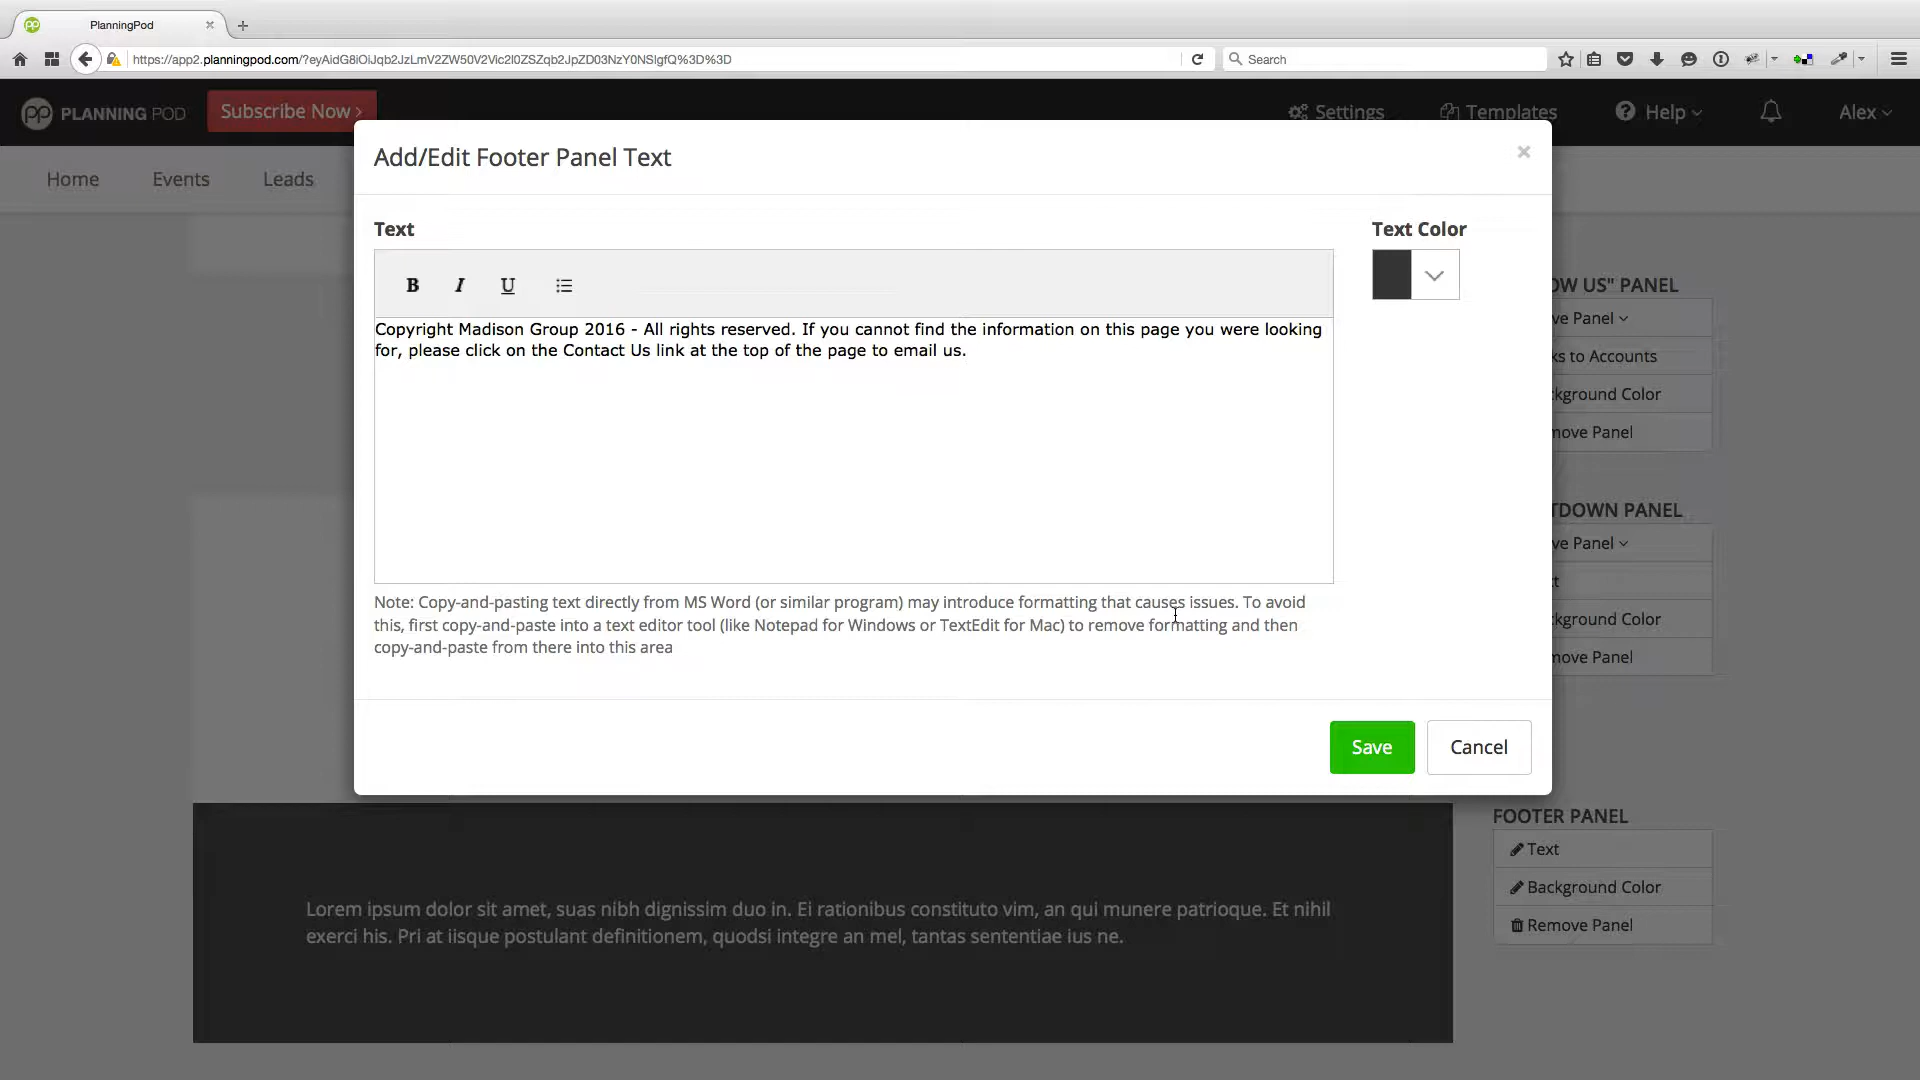 PlanningPod
https://app2.planningpod.com/?eyAidG8iOiJqb2JzLmV2ZW50V2Vic2l0ZSZqb2JpZD03NzY0NSIgfQ%3D%3D
Search
pp PLANNING POD
Subscribe Now ›
Settings
Templates
Help
Alex
Home
Events
Leads
Add/Edit Footer Panel Text
×
Text
Text Color
B I U
Copyright Madison Group 2016 - All rights reserved. If you cannot find the information on this page you were looking
for, please click on the Contact Us link at the top of the page to email us.
Note: Copy-and-pasting text directly from MS Word (or similar program) may introduce formatting that causes issues. To avoid
this, first copy-and-paste into a text editor tool (like Notepad for Windows or TextEdit for Mac) to remove formatting and then
copy-and-paste from there into this area
Save
Cancel
OW US" PANEL
ve Panel
ks to Accounts
kground Color
move Panel
TDOWN PANEL
ve Panel
xt
kground Color
move Panel
Lorem ipsum dolor sit amet, suas nibh dignissim duo in. Ei rationibus constituto vim, an qui munere patrioque. Et nihil
exerci his. Pri at iisque postulant definitionem, quodsi integre an mel, tantas sententiae ius ne.
FOOTER PANEL
Text
Background Color
Remove Panel